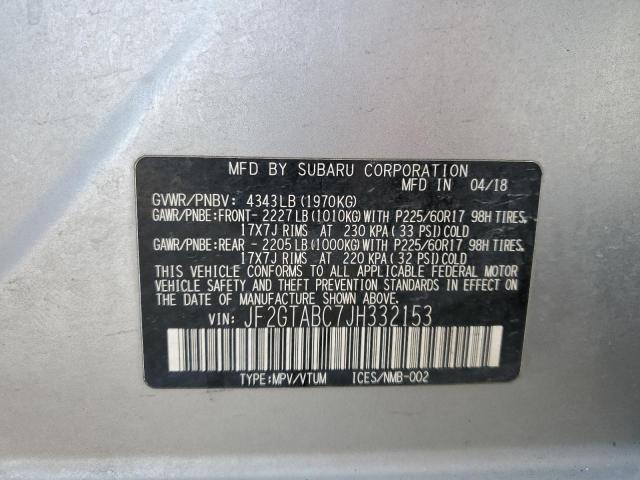 MFD BY SUBARU CORPORATION
MFD IN 04/18
GVWR/PNBV: 4343LB(1970KG)
GAWR/PNBE:FRONT- 2227LB(1010KG)WITH P225/60R17 98H TIRES,
17X7J RIMS AT 230 KPA(33 PSI)COLD
GAWR/PNBE:REAR - 2205LB(1000KG)WITH P225/60R17 98H TIRES,
17X7J RIMS AT 220 KPA(32 PSI)COLD
THIS VEHICLE CONFORMS TO ALL APPLICABLE FEDERAL MOTOR
VEHICLE SAFETY AND THEFT PREVENTION STANDARDS IN EFFECT ON
THE DATE OF MANUFACTURE SHOWN ABOVE.
VIN: JF2GTABC7JH332153
TYPE:MPV/VTUM ICES/NMB-002